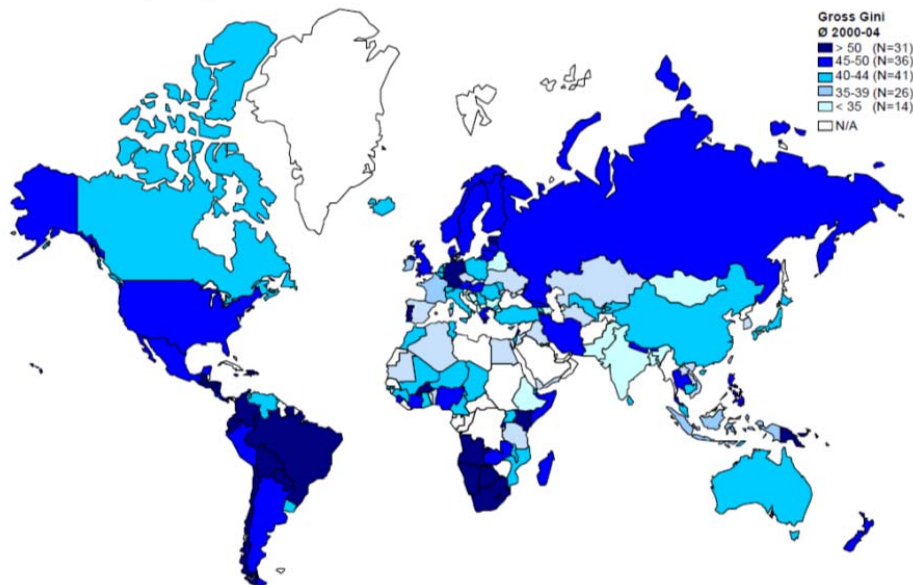 Gross Gini
Ø 2000-04
> 50 (N=31)
45-50 (N=36)
40-44 (N=41)
35-39 (N=26)
< 35 (N=14)
N/A